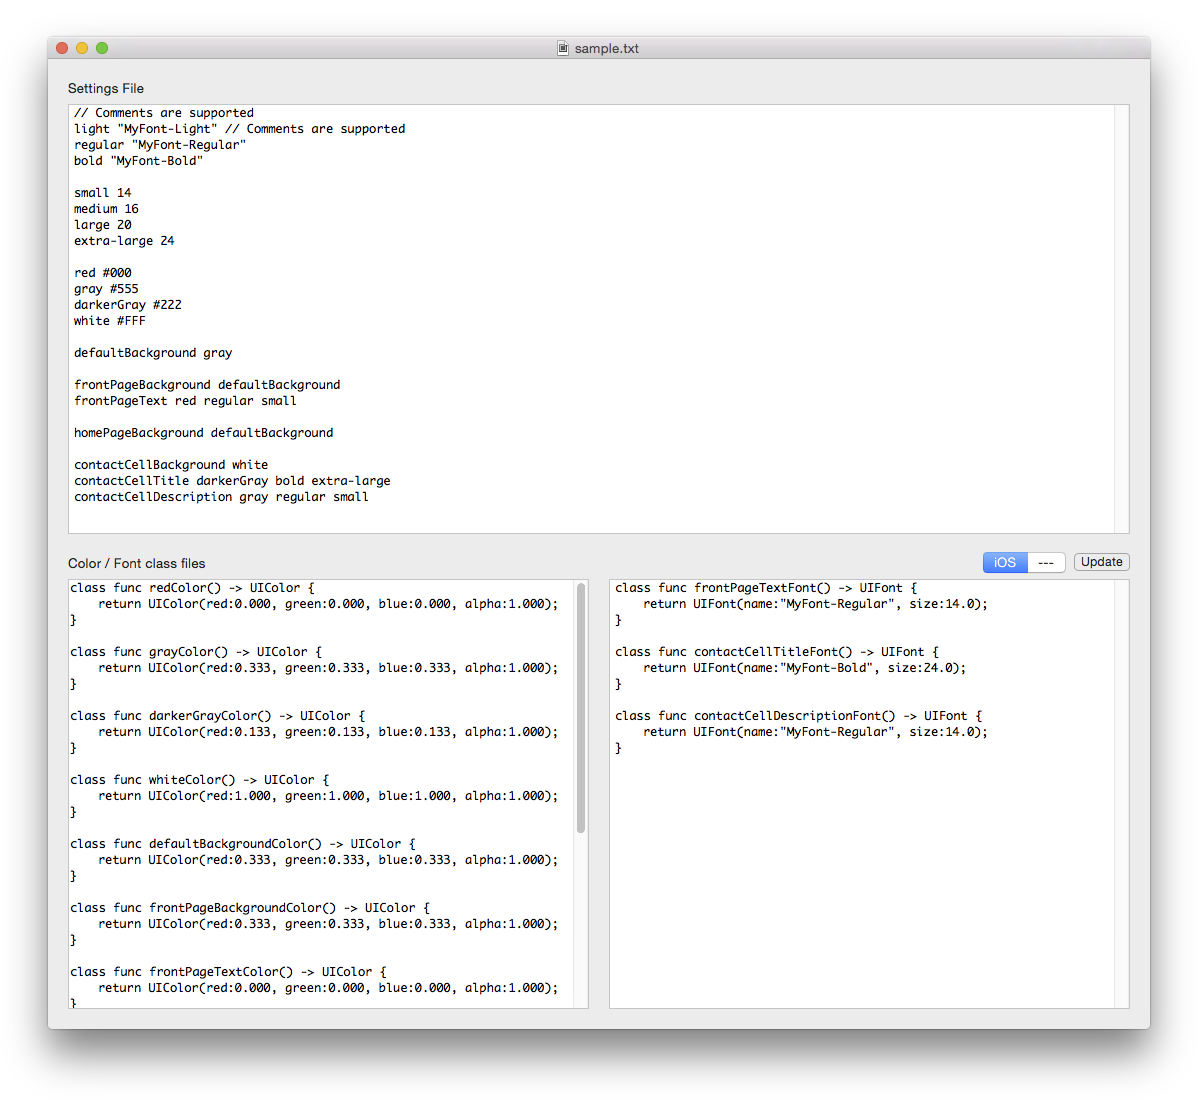 sample.txt
Settings File
// Comments are supported
light "MyFont-Light" // Comments are supported
regular "MyFont-Regular"
bold "MyFont-Bold"
small 14
medium 16
large 20
extra-large 24
red #000
gray #555
darkerGray #222
white #FFF
defaultBackground gray
frontPageBackground defaultBackground
frontPageText red regular small
homePageBackground defaultBackground
contactCellBackground white
contactCellTitle darkerGray bold extra-large
contactCellDescription gray regular small
Color / Font class files
iOS
---
Update
class func redColor() -> UIColor {
    return UIColor(red:0.000, green:0.000, blue:0.000, alpha:1.000);
}
class func grayColor() -> UIColor {
    return UIColor(red:0.333, green:0.333, blue:0.333, alpha:1.000);
}
class func darkerGrayColor() -> UIColor {
    return UIColor(red:0.133, green:0.133, blue:0.133, alpha:1.000);
}
class func whiteColor() -> UIColor {
    return UIColor(red:1.000, green:1.000, blue:1.000, alpha:1.000);
}
class func defaultBackgroundColor() -> UIColor {
    return UIColor(red:0.333, green:0.333, blue:0.333, alpha:1.000);
}
class func frontPageBackgroundColor() -> UIColor {
    return UIColor(red:0.333, green:0.333, blue:0.333, alpha:1.000);
}
class func frontPageTextColor() -> UIColor {
    return UIColor(red:0.000, green:0.000, blue:0.000, alpha:1.000);
}
class func frontPageTextFont() -> UIFont {
    return UIFont(name:"MyFont-Regular", size:14.0);
}
class func contactCellTitleFont() -> UIFont {
    return UIFont(name:"MyFont-Bold", size:24.0);
}
class func contactCellDescriptionFont() -> UIFont {
    return UIFont(name:"MyFont-Regular", size:14.0);
}